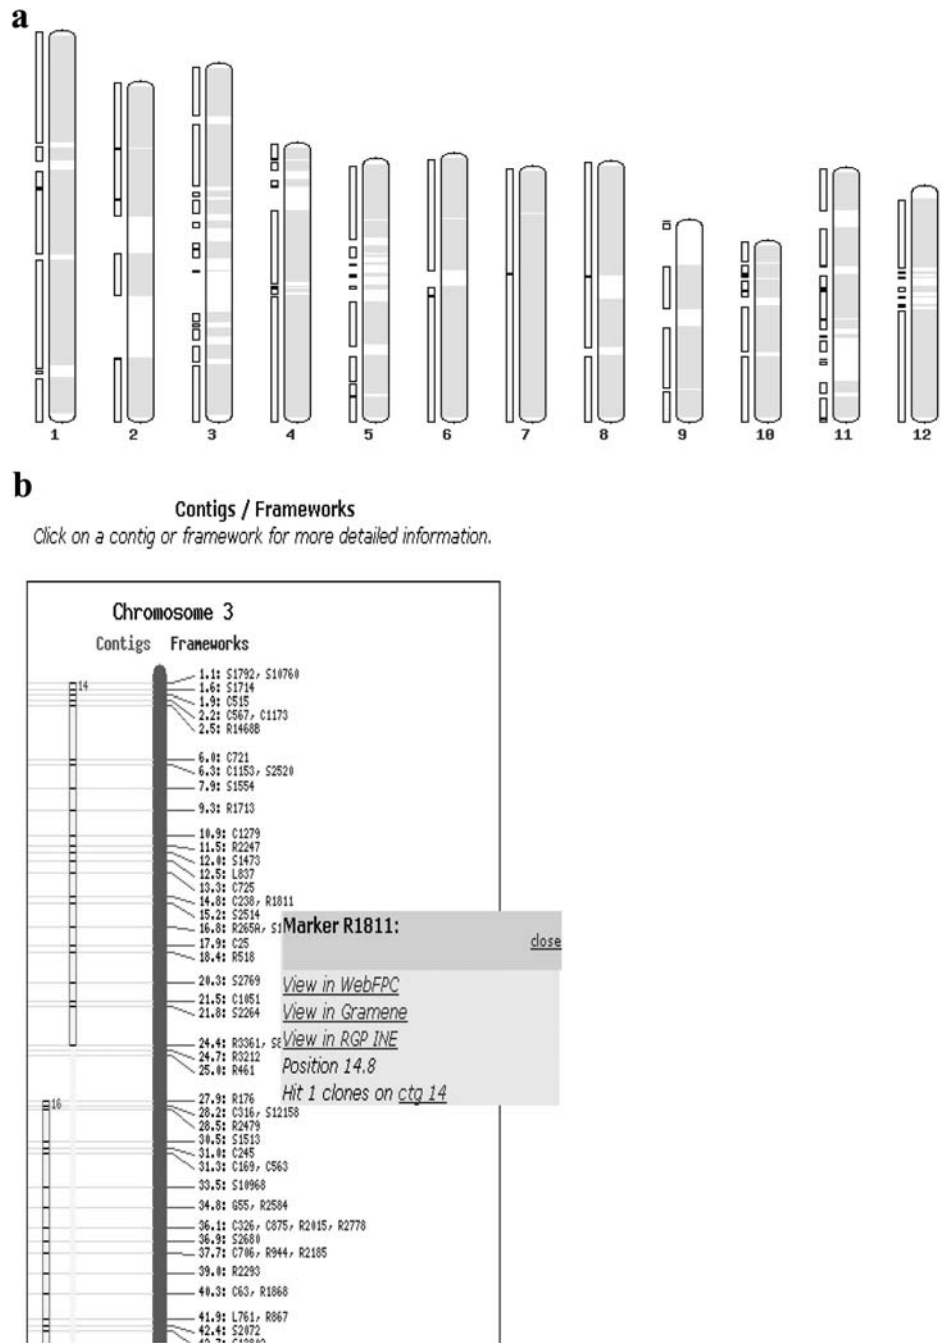 a
1 2 3 4 5 6 7 8 9 10 11 12
b
Contigs / Frameworks
Click on a contig or framework for more detailed information.
Chromosome 3
Contigs Frameworks
14
1.1: S1792, S10760
1.6: S1714
1.9: C515
2.2: C567, C1173
2.5: R1468B
6.0: C721
6.3: C1153, S2520
7.9: S1554
9.3: R1713
10.9: C1279
11.5: R2247
12.0: S1473
12.5: L837
13.3: C725
14.8: C238, R1811
15.2: S2514
16.8: R265A, S1
17.9: C25
18.4: R518
20.3: S2769
21.5: C1051
21.8: S2264
24.4: R3361, S
24.7: R3212
25.0: R461
Marker R1811:
close
View in WebFPC
View in Gramene
View in RGP INE
Position 14.8
Hit 1 clones on ctg 14
16
27.9: R176
28.2: C316, S12158
28.5: R2479
30.5: S1513
31.0: C245
31.3: C169, C563
33.5: S10968
34.8: G55, R2584
36.1: C326, C875, R2015, R2778
36.9: S2680
37.7: C706, R944, R2185
39.0: R2293
40.3: C63, R1868
41.9: L761, R867
42.4: S2072